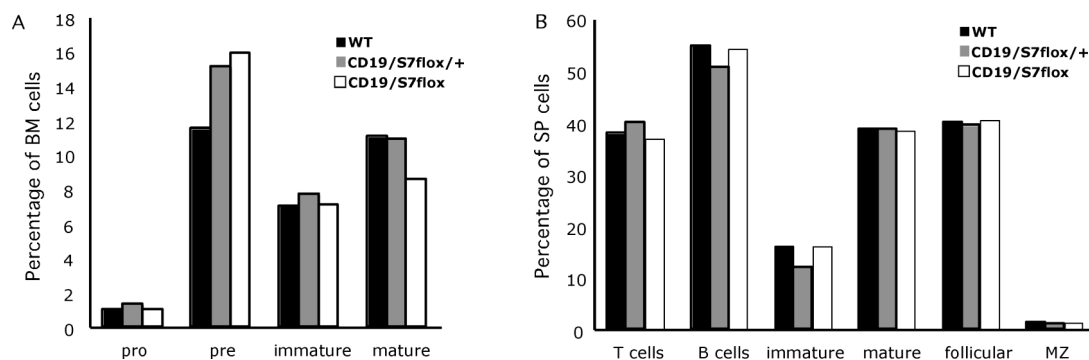 A
Percentage of BM cells
18
16
14
12
10
8
6
4
2
0
WT
CD19/S7flox/+
CD19/S7flox
pro pre immature mature
B
Percentage of SP cells
60
50
40
30
20
10
0
WT
CD19/S7flox/+
CD19/S7flox
T cells B cells immature mature follicular MZ